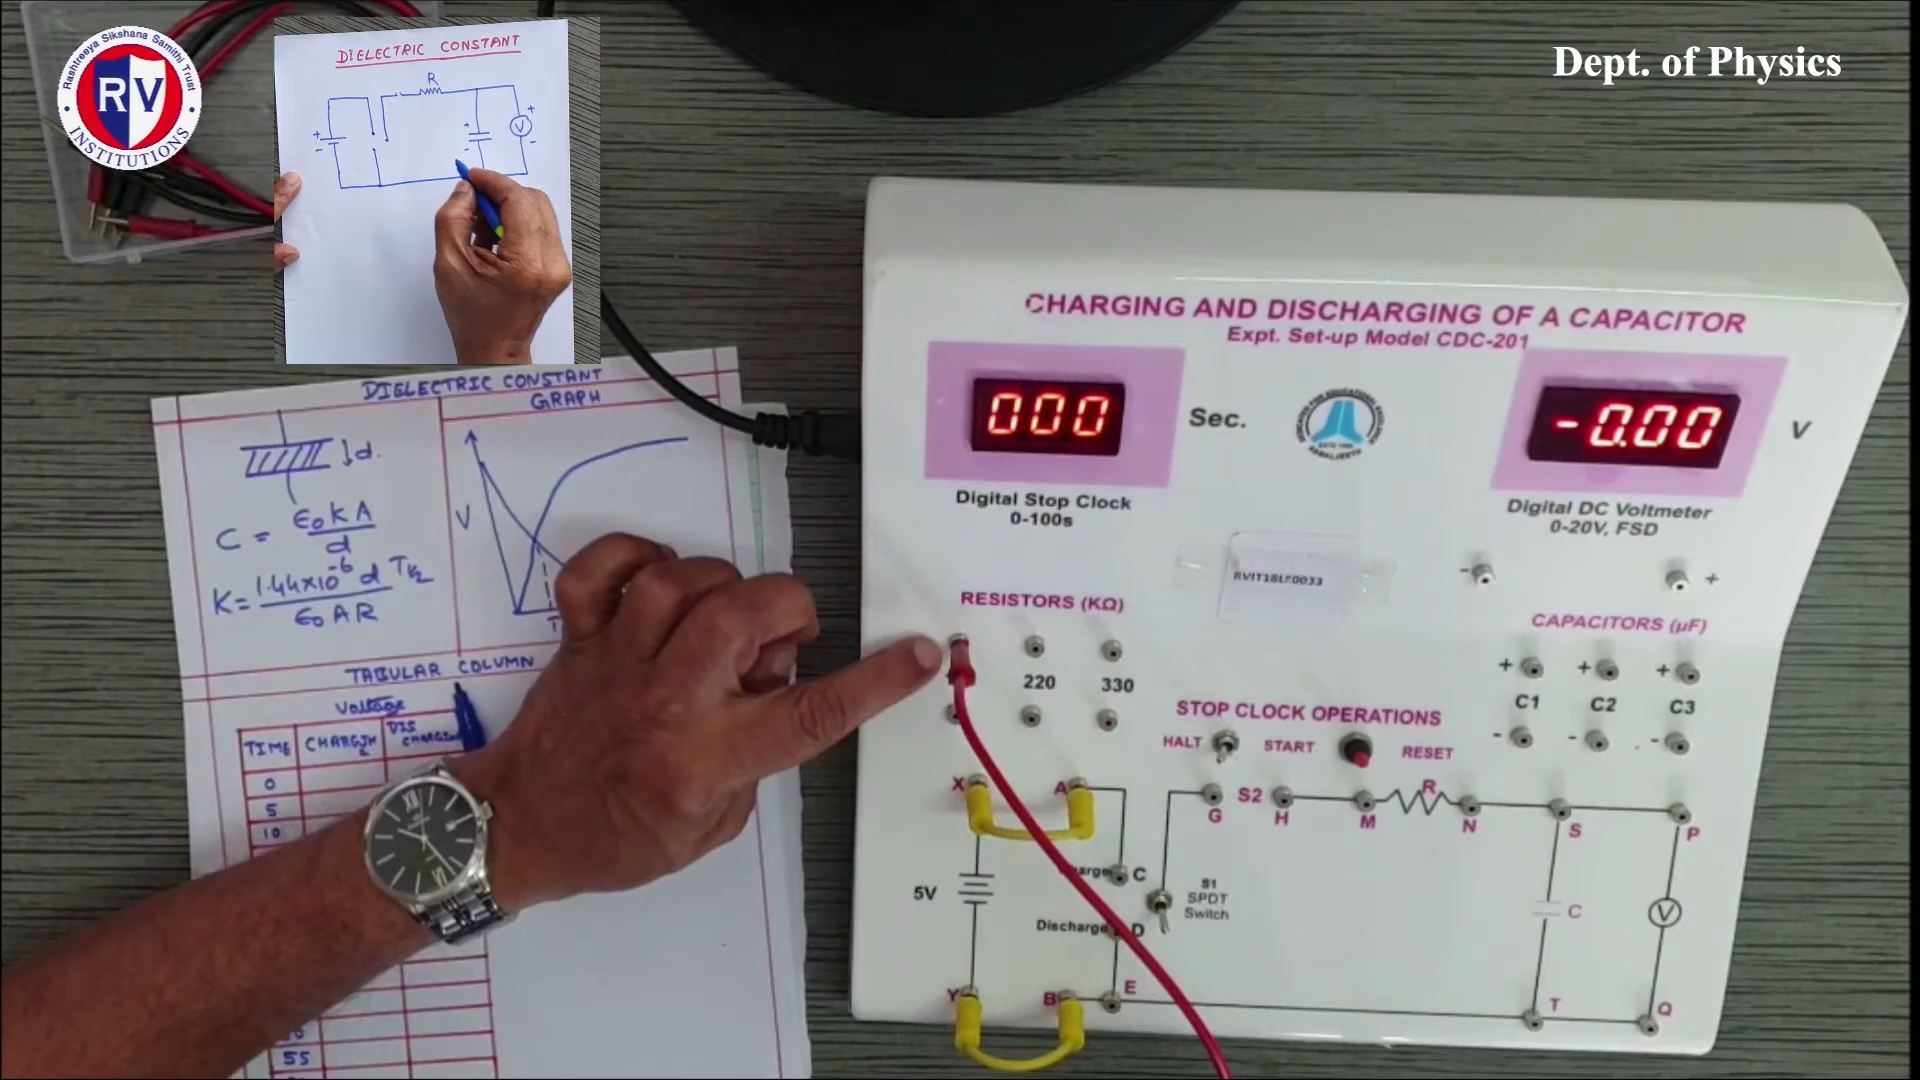 Rashtreeya Sikshana Samithi Trust
RV
INSTITUTIONS
DIELECTRIC CONSTANT
R
+
-
+
-
V
+
-
Dept. of Physics
CHARGING AND DISCHARGING OF A CAPACITOR
Expt. Set-up Model CDC-201
000
Sec.
-0.00
V
Digital Stop Clock
0-100s
Digital DC Voltmeter
0-20V, FSD
RVIT18LE0033
- +
RESISTORS (KΩ)
220
330
CAPACITORS (μF)
+ + +
C1 C2 C3
- - -
STOP CLOCK OPERATIONS
HALT START RESET
X A
G S2 H M R N S P
5V
C
Discharge D
S1
SPDT
Switch
C
V
Y B E T Q
DIELECTRIC CONSTANT
GRAPH
d.
C = ϵ₀ K A / d
K = 1.44×10⁻⁶ d T½ / ϵ₀ A R
V
TABULAR COLUMN
Voltage
TIME CHARGING DIS CHARGING
0
5
10
55